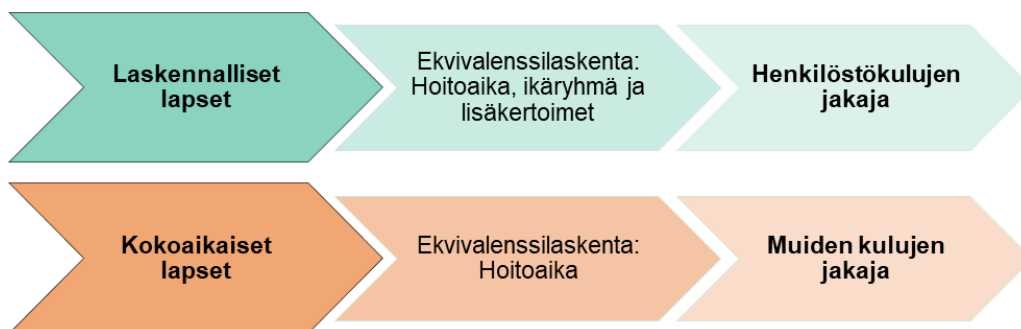 Laskennalliset
lapset
Ekvivalenssilaskenta:
Hoitoaika, ikäryhmä ja
lisäkertoimet
Henkilöstökulujen
jakaja
Kokoaikaiset
lapset
Ekvivalenssilaskenta:
Hoitoaika
Muiden kulujen
jakaja